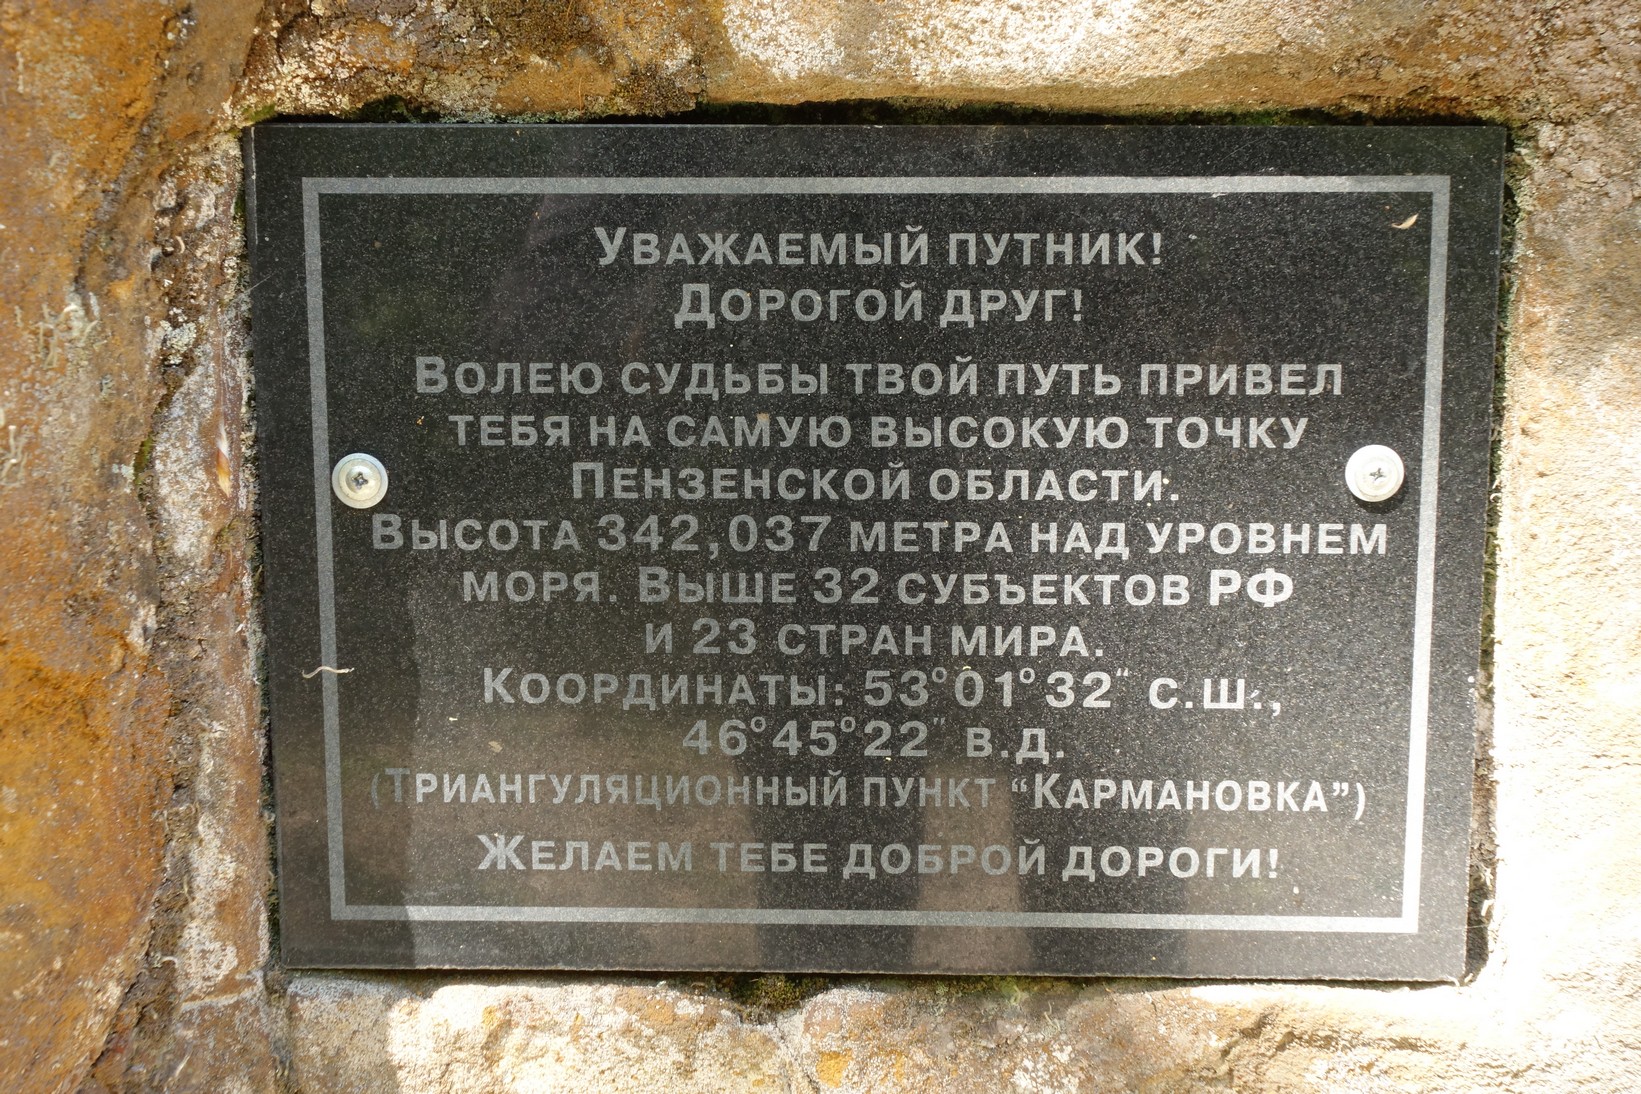 Уважаемый путник!
Дорогой друг!
Волею судьбы твой путь привел
тебя на самую высокую точку
Пензенской области.
Высота 342,037 метра над уровнем
моря. Выше 32 субъектов РФ
и 23 стран мира.
Координаты: 53°01°32" с.ш.,
46°45°22" в.д.
(Триангуляционный пункт “Кармановка”)
Желаем тебе доброй дороги!